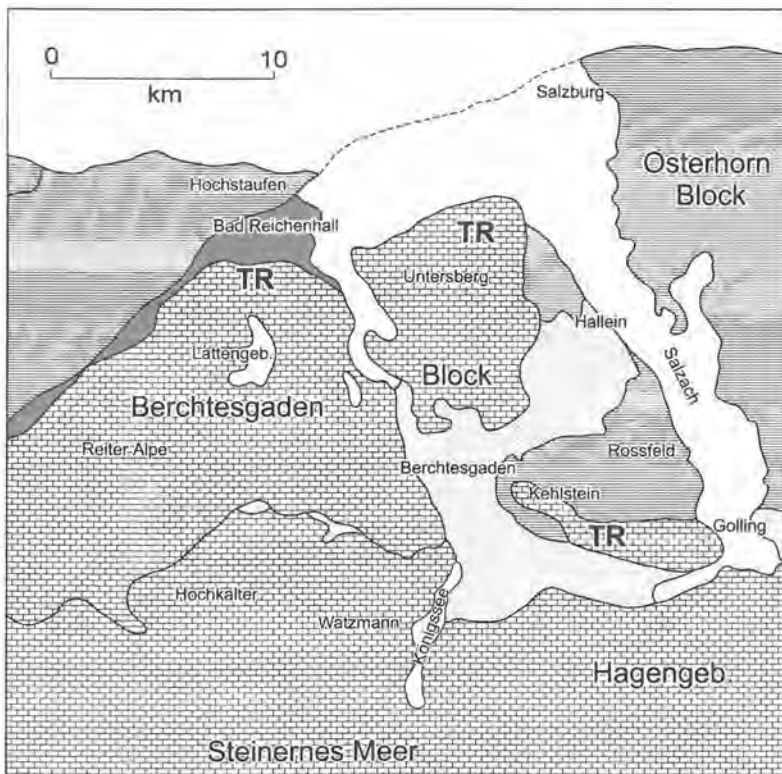 0 10
km
Salzburg
Osterhorn
Block
Hochstaufen
Bad Reichenhall
TR
TR
Untersberg
Hallein
Lattengeb.
Salzach
Block
Berchtesgaden
Reiter Alpe
Berchtesgaden
Rossfeld
Kehlstein
TR
Golling
Hochkalter
Watzmann
Königssee
Hagengeb.
Steinernes Meer